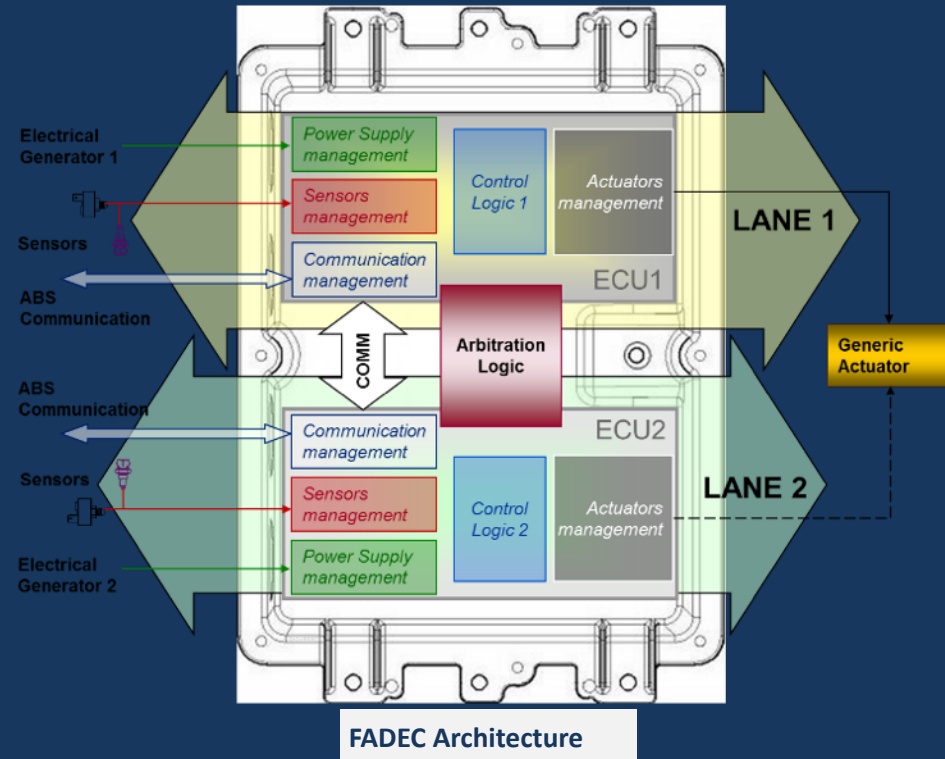 Electrical
Generator 1
Sensors
ABS
Communication
Power Supply
management
Sensors
management
Communication
management
Control
Logic 1
Actuators
management
ECU1
LANE 1
COMM
Arbitration
Logic
Generic
Actuator
ABS
Communication
Sensors
Electrical
Generator 2
Communication
management
Sensors
management
Power Supply
management
Control
Logic 2
ECU2
Actuators
management
LANE 2
FADEC Architecture